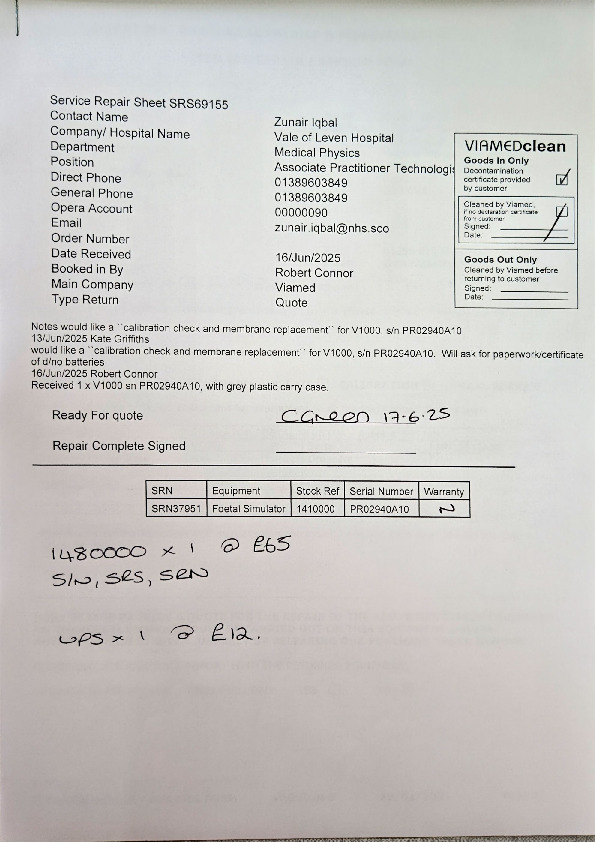 Service Repair Sheet SRS69155
Contact Name Zunair Iqbal
Company/ Hospital Name Vale of Leven Hospital
Department Medical Physics
Position Associate Practitioner Technologis
Direct Phone 01389603849
General Phone 01389603849
Opera Account 00000090
Email zunair.iqbal@nhs.sco
Order Number
Date Received 16/Jun/2025
Booked in By Robert Connor
Main Company Viamed
Type Return Quote
VIAMEDclean
Goods In Only
Decontamination
certificate provided
by customer
Cleaned by Viamed,
if no declaration certificate
from customer
Signed:
Date:
Goods Out Only
Cleaned by Viamed before
returning to customer
Signed:
Date:
Notes would like a ``calibration check and membrane replacement`` for V1000, s/n PR02940A10
13/Jun/2025 Kate Griffiths
would like a ``calibration check and memrane replacement`` for V1000, s/n PR02940A10. Will ask for paperwork/certificate
of d/no batteries
16/Jun/2025 Robert Connor
Received 1 x V1000 sn PR02940A10, with grey plastic carry case.
Ready For quote CGreen 17-6-25
Repair Complete Signed
SRN Equipment Stock Ref Serial Number Warranty
SRN37951 Foetal Simulator 1410000 PR02940A10 N
1480000 x 1 @ £65
S/N, SRS, SRN
UPS x 1 @ £12.